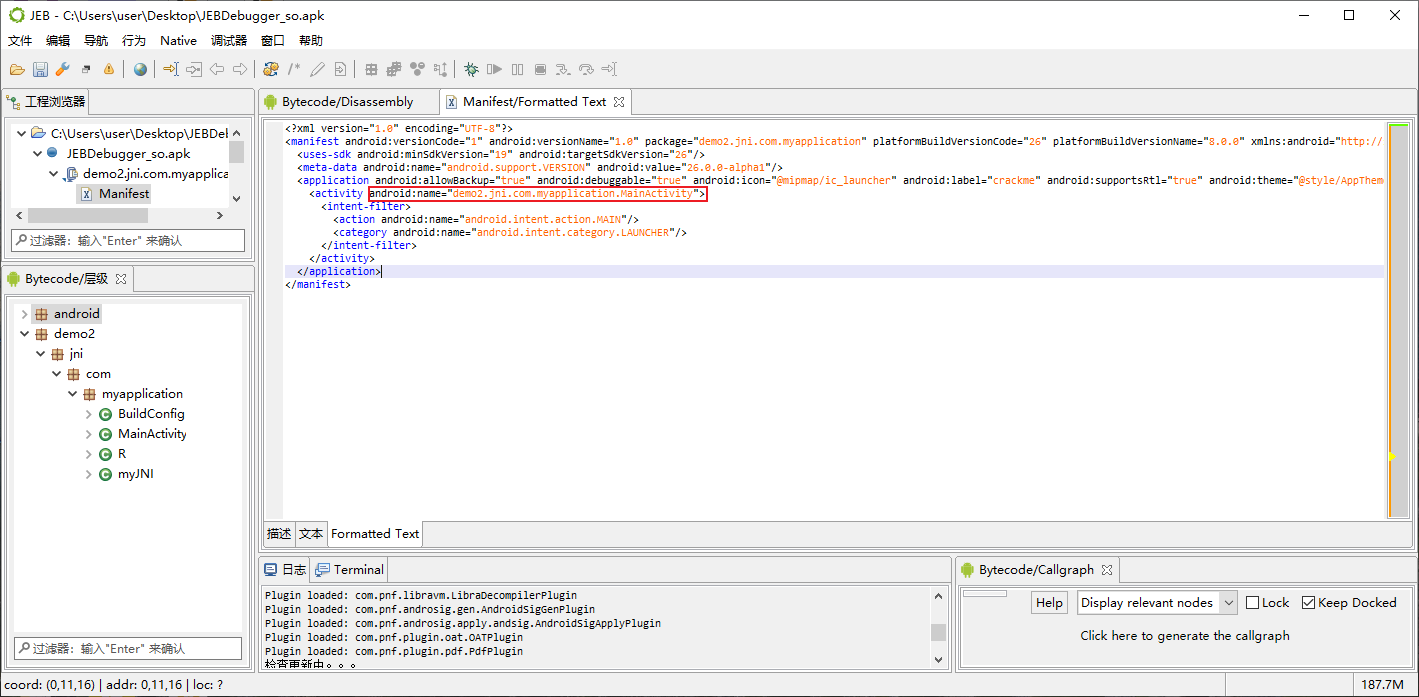 JEB - C:\Users\user\Desktop\JEBDebugger_so.apk
文件 编辑 导航 行为 Native 调试器 窗口 帮助
工程浏览器
C:\Users\user\Desktop\JEBDe
JEBDebugger_so.apk
demo2.jni.com.myapplica
Manifest
过滤器: 输入"Enter" 来确认
Bytecode/层级
android
demo2
jni
com
myapplication
BuildConfig
MainActivity
R
myJNI
过滤器: 输入"Enter" 来确认
Bytecode/Disassembly
Manifest/Formatted Text
<?xml version="1.0" encoding="UTF-8"?>
<manifest android:versionCode="1" android:versionName="1.0" package="demo2.jni.com.myapplication" platformBuildVersionCode="26" platformBuildVersionName="8.0.0" xmlns:android="http://
<uses-sdk android:minSdkVersion="19" android:targetSdkVersion="26"/>
<meta-data android:name="android.support.VERSION" android:value="26.0.0-alpha1"/>
<application android:allowBackup="true" android:debuggable="true" android:icon="@mipmap/ic_launcher" android:label="crackme" android:supportsRtl="true" android:theme="@style/AppThem
<activity android:name="demo2.jni.com.myapplication.MainActivity">
<intent-filter>
<action android:name="android.intent.action.MAIN"/>
<category android:name="android.intent.category.LAUNCHER"/>
</intent-filter>
</activity>
</application>
</manifest>
描述 文本 Formatted Text
日志 Terminal
Plugin loaded: com.pnf.libravm.LibraDecompilerPlugin
Plugin loaded: com.pnf.androsig.gen.AndroidSigGenPlugin
Plugin loaded: com.pnf.androsig.apply.andsig.AndroidSigApplyPlugin
Plugin loaded: com.pnf.plugin.oat.OATPlugin
Plugin loaded: com.pnf.plugin.pdf.PdfPlugin
检查更新中。。。
Bytecode/Callgraph
Help Display relevant nodes Lock Keep Docked
Click here to generate the callgraph
coord: (0,11,16) | addr: 0,11,16 | loc: ?
187.7M